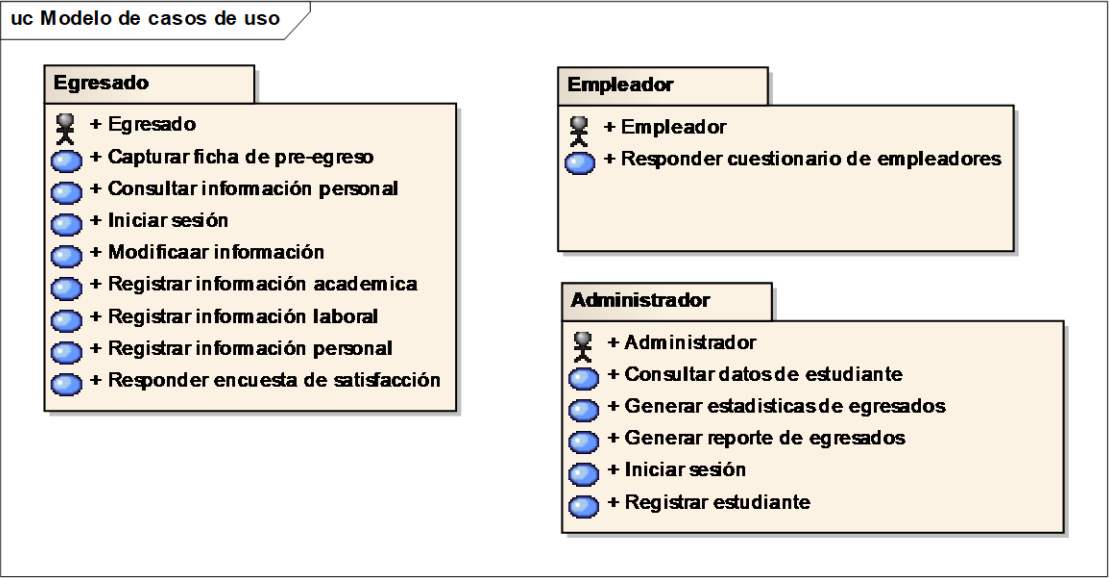 uc Modelo de casos de uso
Egresado
+ Egresado
+ Capturar ficha de pre-egreso
+ Consultar información personal
+ Iniciar sesión
+ Modificaar información
+ Registrar información academica
+ Registrar información laboral
+ Registrar información personal
+ Responder encuesta de satisfacción
Empleador
+ Empleador
+ Responder cuestionario de empleadores
Administrador
+ Administrador
+ Consultar datos de estudiante
+ Generar estadisticas de egresados
+ Generar reporte de egresados
+ Iniciar sesión
+ Registrar estudiante